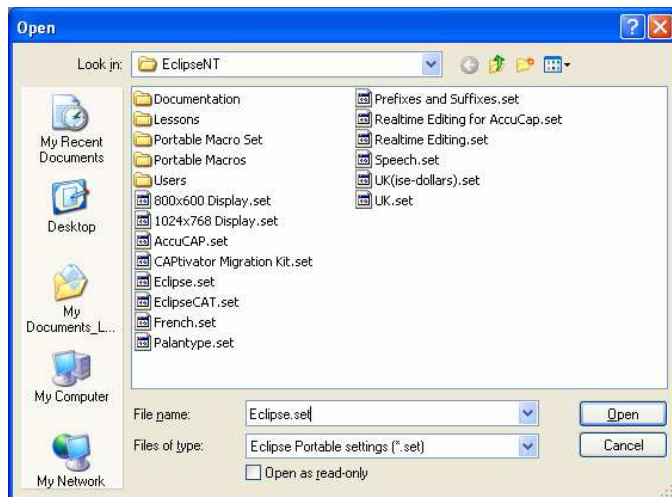 Open
Look in:
EclipseNT
My Recent
Documents
Desktop
My
Documents_L...
My Computer
My Network
Documentation
Lessons
Portable Macro Set
Portable Macros
Users
800x600 Display.set
1024x768 Display.set
AccuCAP.set
CAPtivator Migration Kit.set
Eclipse.set
EclipseCAT.set
French.set
Palantype.set
Prefixes and Suffixes.set
Realtime Editing for AccuCap.set
Realtime Editing.set
Speech.set
UK(ise-dollars).set
UK.set
File name:
Eclipse.set
Open
Files of type:
Eclipse Portable settings (*.set)
Cancel
Open as read-only